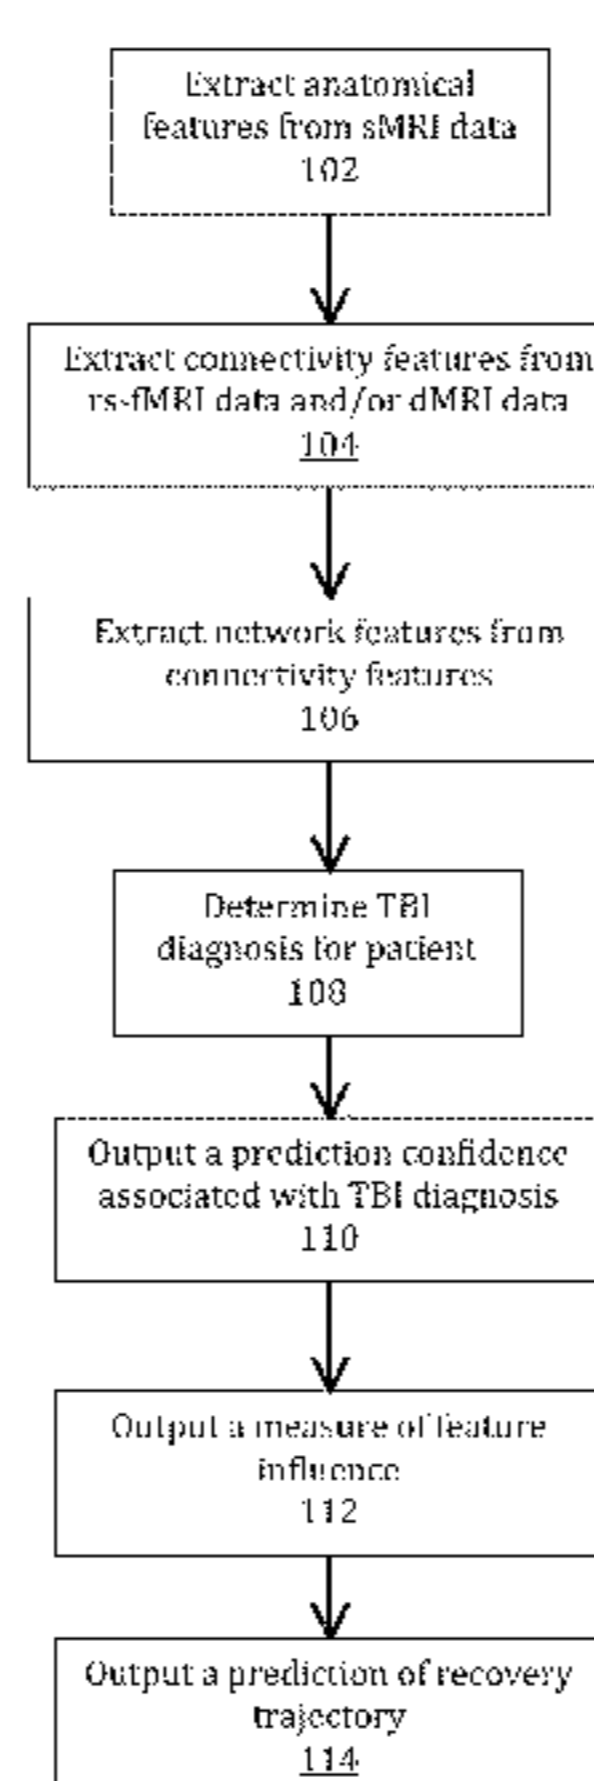 Extract anatomical
features from sMRI data
102
Extract connectivity features from
rs-fMRI data and/or dMRI data
104
Extract network features from
connectivity features
106
Determine TBI
diagnosis for patient
108
Output a prediction confidence
associated with TBI diagnosis
110
Output a measure of feature
influence
112
Output a prediction of recovery
trajectory
114